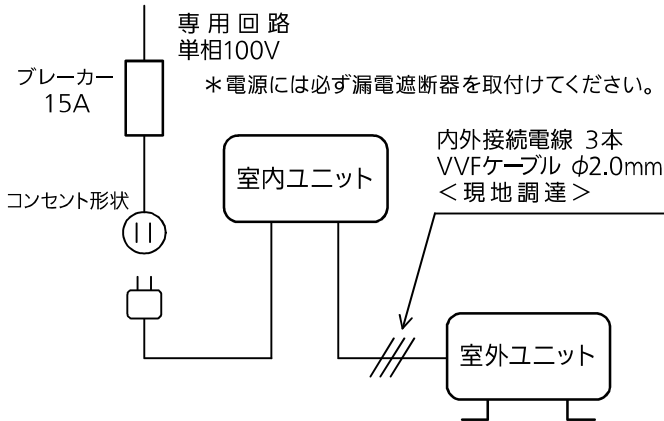 専用回路
単相100V
＊電源には必ず漏電遮断器を取付けてください。
ブレーカー
15A
内外接続電線 3本
VVFケーブル φ2.0mm
＜現地調達＞
室内ユニット
コンセント形状
室外ユニット